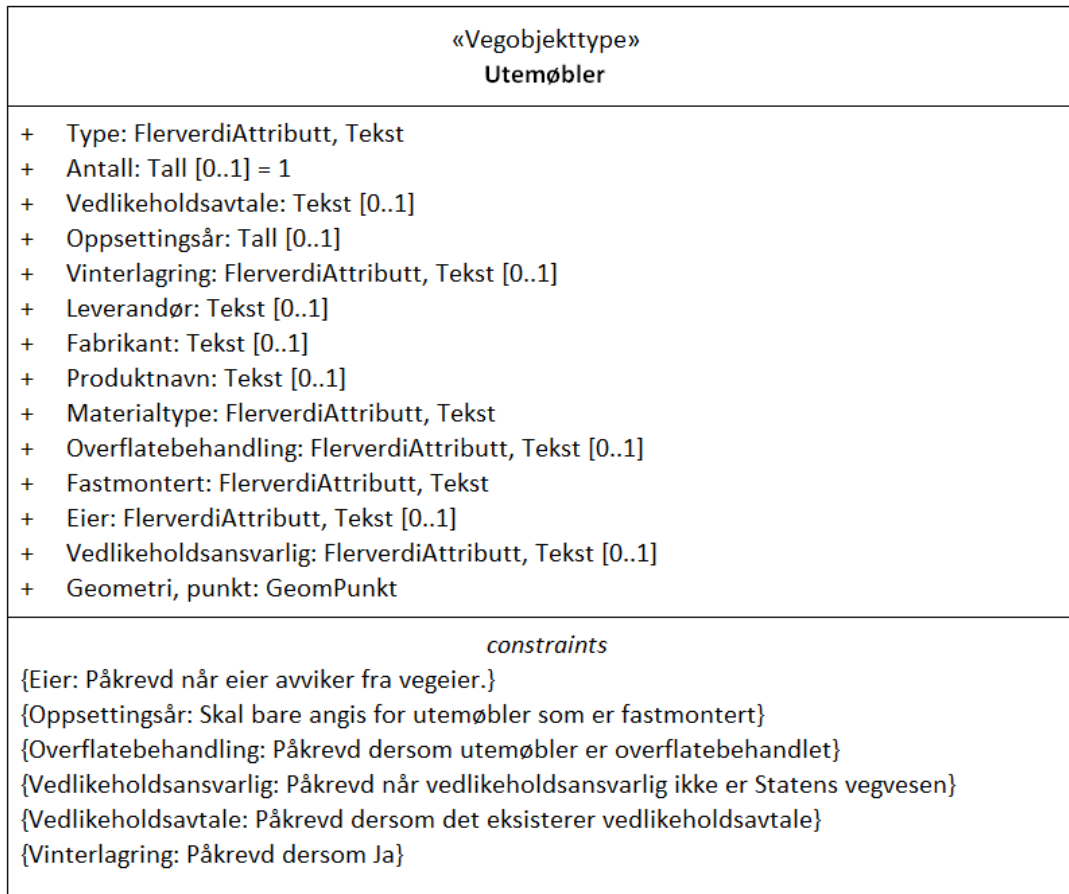 «Vegobjekttype»
Utemøbler
+ Type: FlerverdiAttributt, Tekst
+ Antall: Tall [0..1] = 1
+ Vedlikeholdsavtale: Tekst [0..1]
+ Oppsettingsår: Tall [0..1]
+ Vinterlagring: FlerverdiAttributt, Tekst [0..1]
+ Leverandør: Tekst [0..1]
+ Fabrikant: Tekst [0..1]
+ Produktnavn: Tekst [0..1]
+ Materialtype: FlerverdiAttributt, Tekst
+ Overflatebehandling: FlerverdiAttributt, Tekst [0..1]
+ Fastmontert: FlerverdiAttributt, Tekst
+ Eier: FlerverdiAttributt, Tekst [0..1]
+ Vedlikeholdsansvarlig: FlerverdiAttributt, Tekst [0..1]
+ Geometri, punkt: GeomPunkt
constraints
{Eier: Påkrevd når eier avviker fra vegeier.}
{Oppsettingsår: Skal bare angis for utemøbler som er fastmontert}
{Overflatebehandling: Påkrevd dersom utemøbler er overflatebehandlet}
{Vedlikeholdsansvarlig: Påkrevd når vedlikeholdsansvarlig ikke er Statens vegvesen}
{Vedlikeholdsavtale: Påkrevd dersom det eksisterer vedlikeholdsavtale}
{Vinterlagring: Påkrevd dersom Ja}